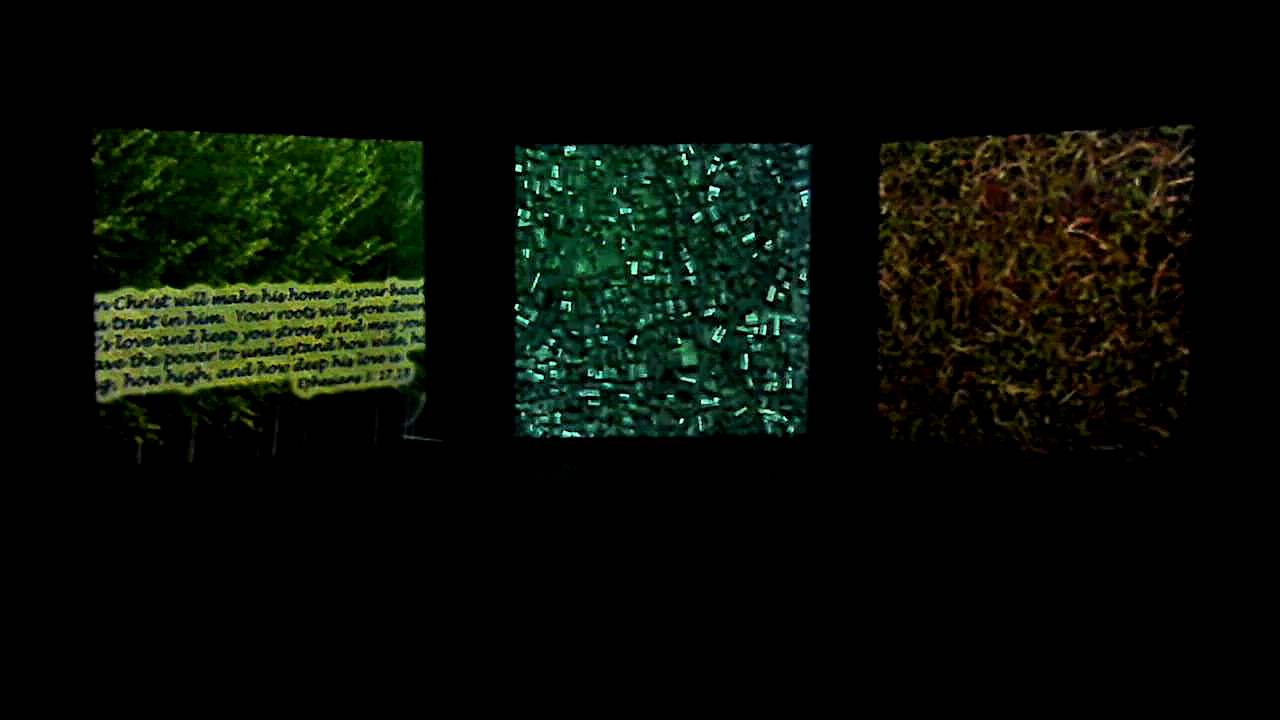 n Christ will make his home in your hear
u trust in him. Your roots will grow dow
's love and keep you strong. And may you
ave the power to understand how wide, h
g, how high, and how deep his love is.
Ephesians 3:17-18